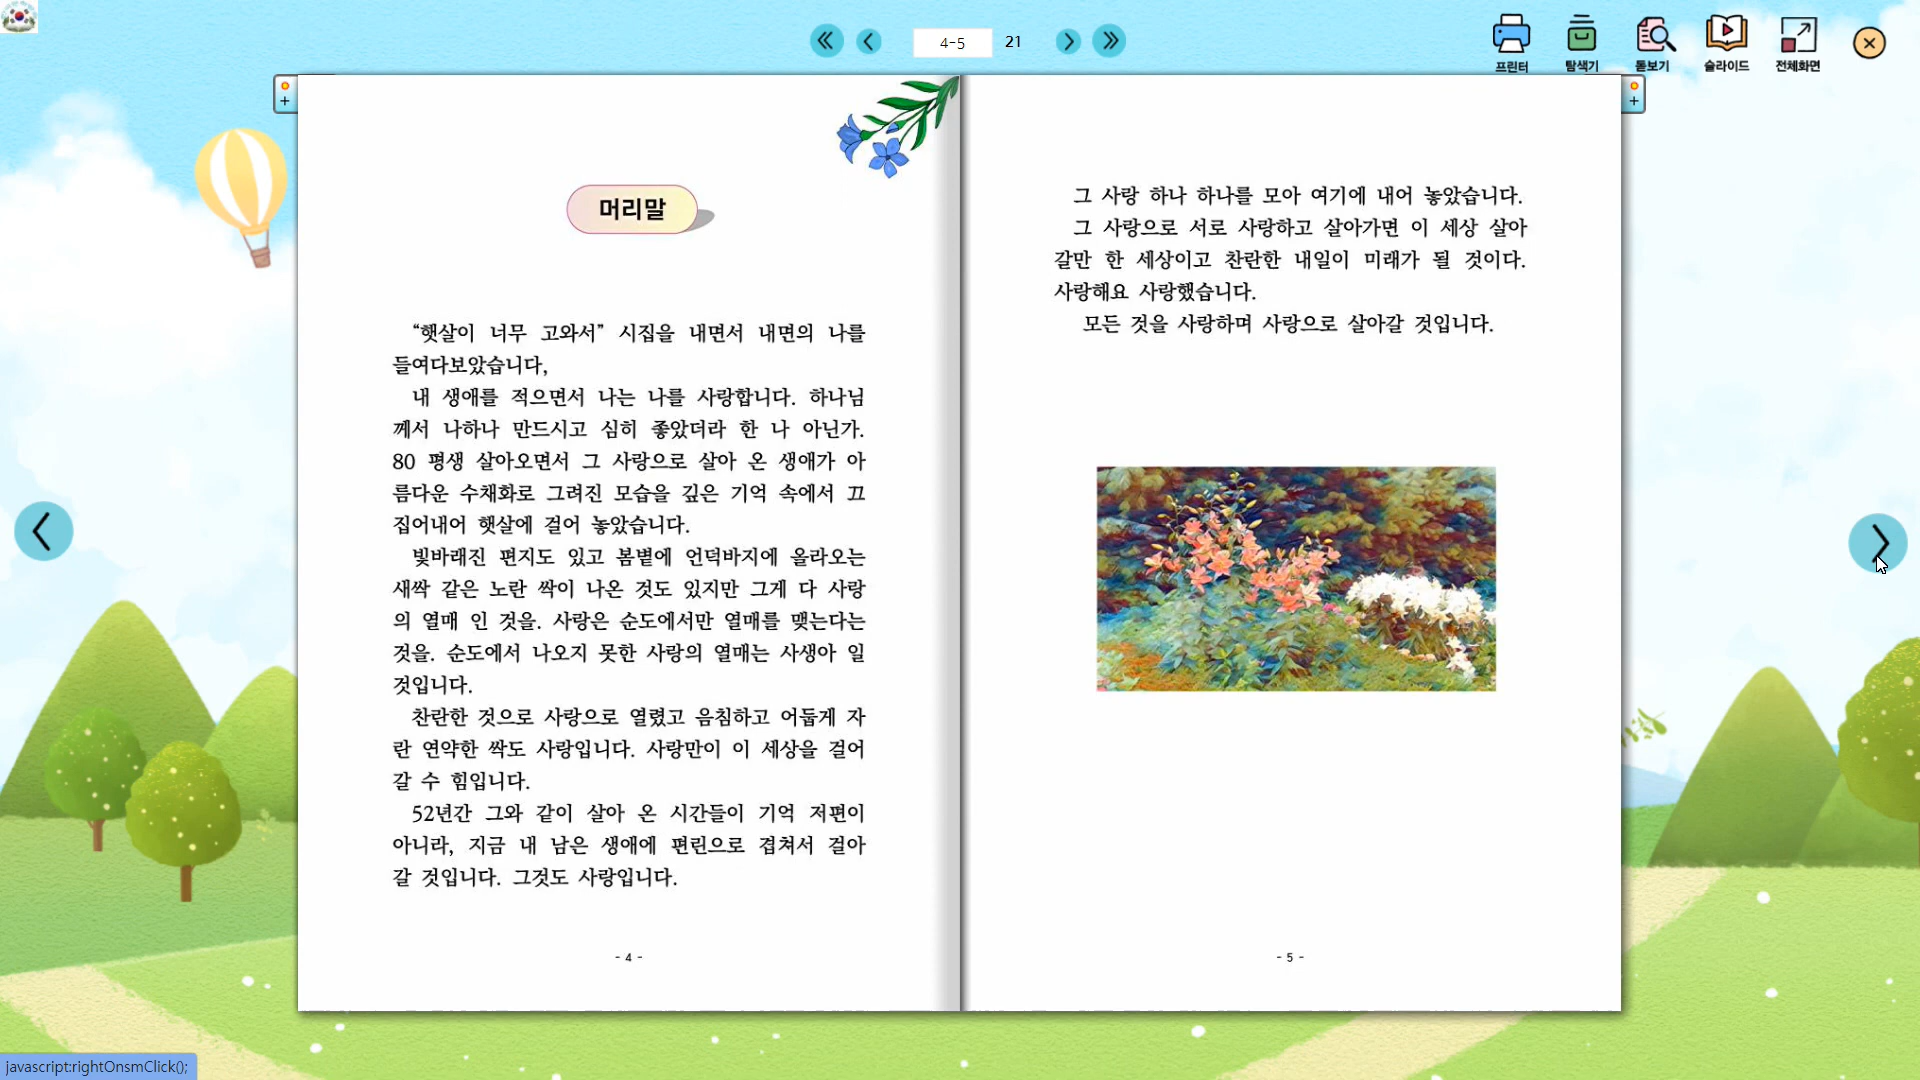 4-5
21
프린터
탐색기
돋보기
슬라이드
전체화면
+
+
머리말
“햇살이 너무 고와서” 시집을 내면서 내면의 나를
들여다보았습니다,
내 생애를 적으면서 나는 나를 사랑합니다. 하나님
께서 나하나 만드시고 심히 좋았더라 한 나 아닌가.
80 평생 살아오면서 그 사랑으로 살아 온 생애가 아
름다운 수채화로 그려진 모습을 깊은 기억 속에서 끄
집어내어 햇살에 걸어 놓았습니다.
빛바래진 편지도 있고 봄볕에 언덕바지에 올라오는
새싹 같은 노란 싹이 나온 것도 있지만 그게 다 사랑
의 열매 인 것을. 사랑은 순도에서만 열매를 맺는다는
것을. 순도에서 나오지 못한 사랑의 열매는 사생아 일
것입니다.
찬란한 것으로 사랑으로 열렸고 음침하고 어둡게 자
란 연약한 싹도 사랑입니다. 사랑만이 이 세상을 걸어
갈 수 힘입니다.
52년간 그와 같이 살아 온 시간들이 기억 저편이
아니라, 지금 내 남은 생애에 편린으로 겹쳐서 걸아
갈 것입니다. 그것도 사랑입니다.
- 4 -
그 사랑 하나 하나를 모아 여기에 내어 놓았습니다.
그 사랑으로 서로 사랑하고 살아가면 이 세상 살아
갈만 한 세상이고 찬란한 내일이 미래가 될 것이다.
사랑해요 사랑했습니다.
모든 것을 사랑하며 사랑으로 살아갈 것입니다.
- 5 -
javascript:rightOnsmClick();